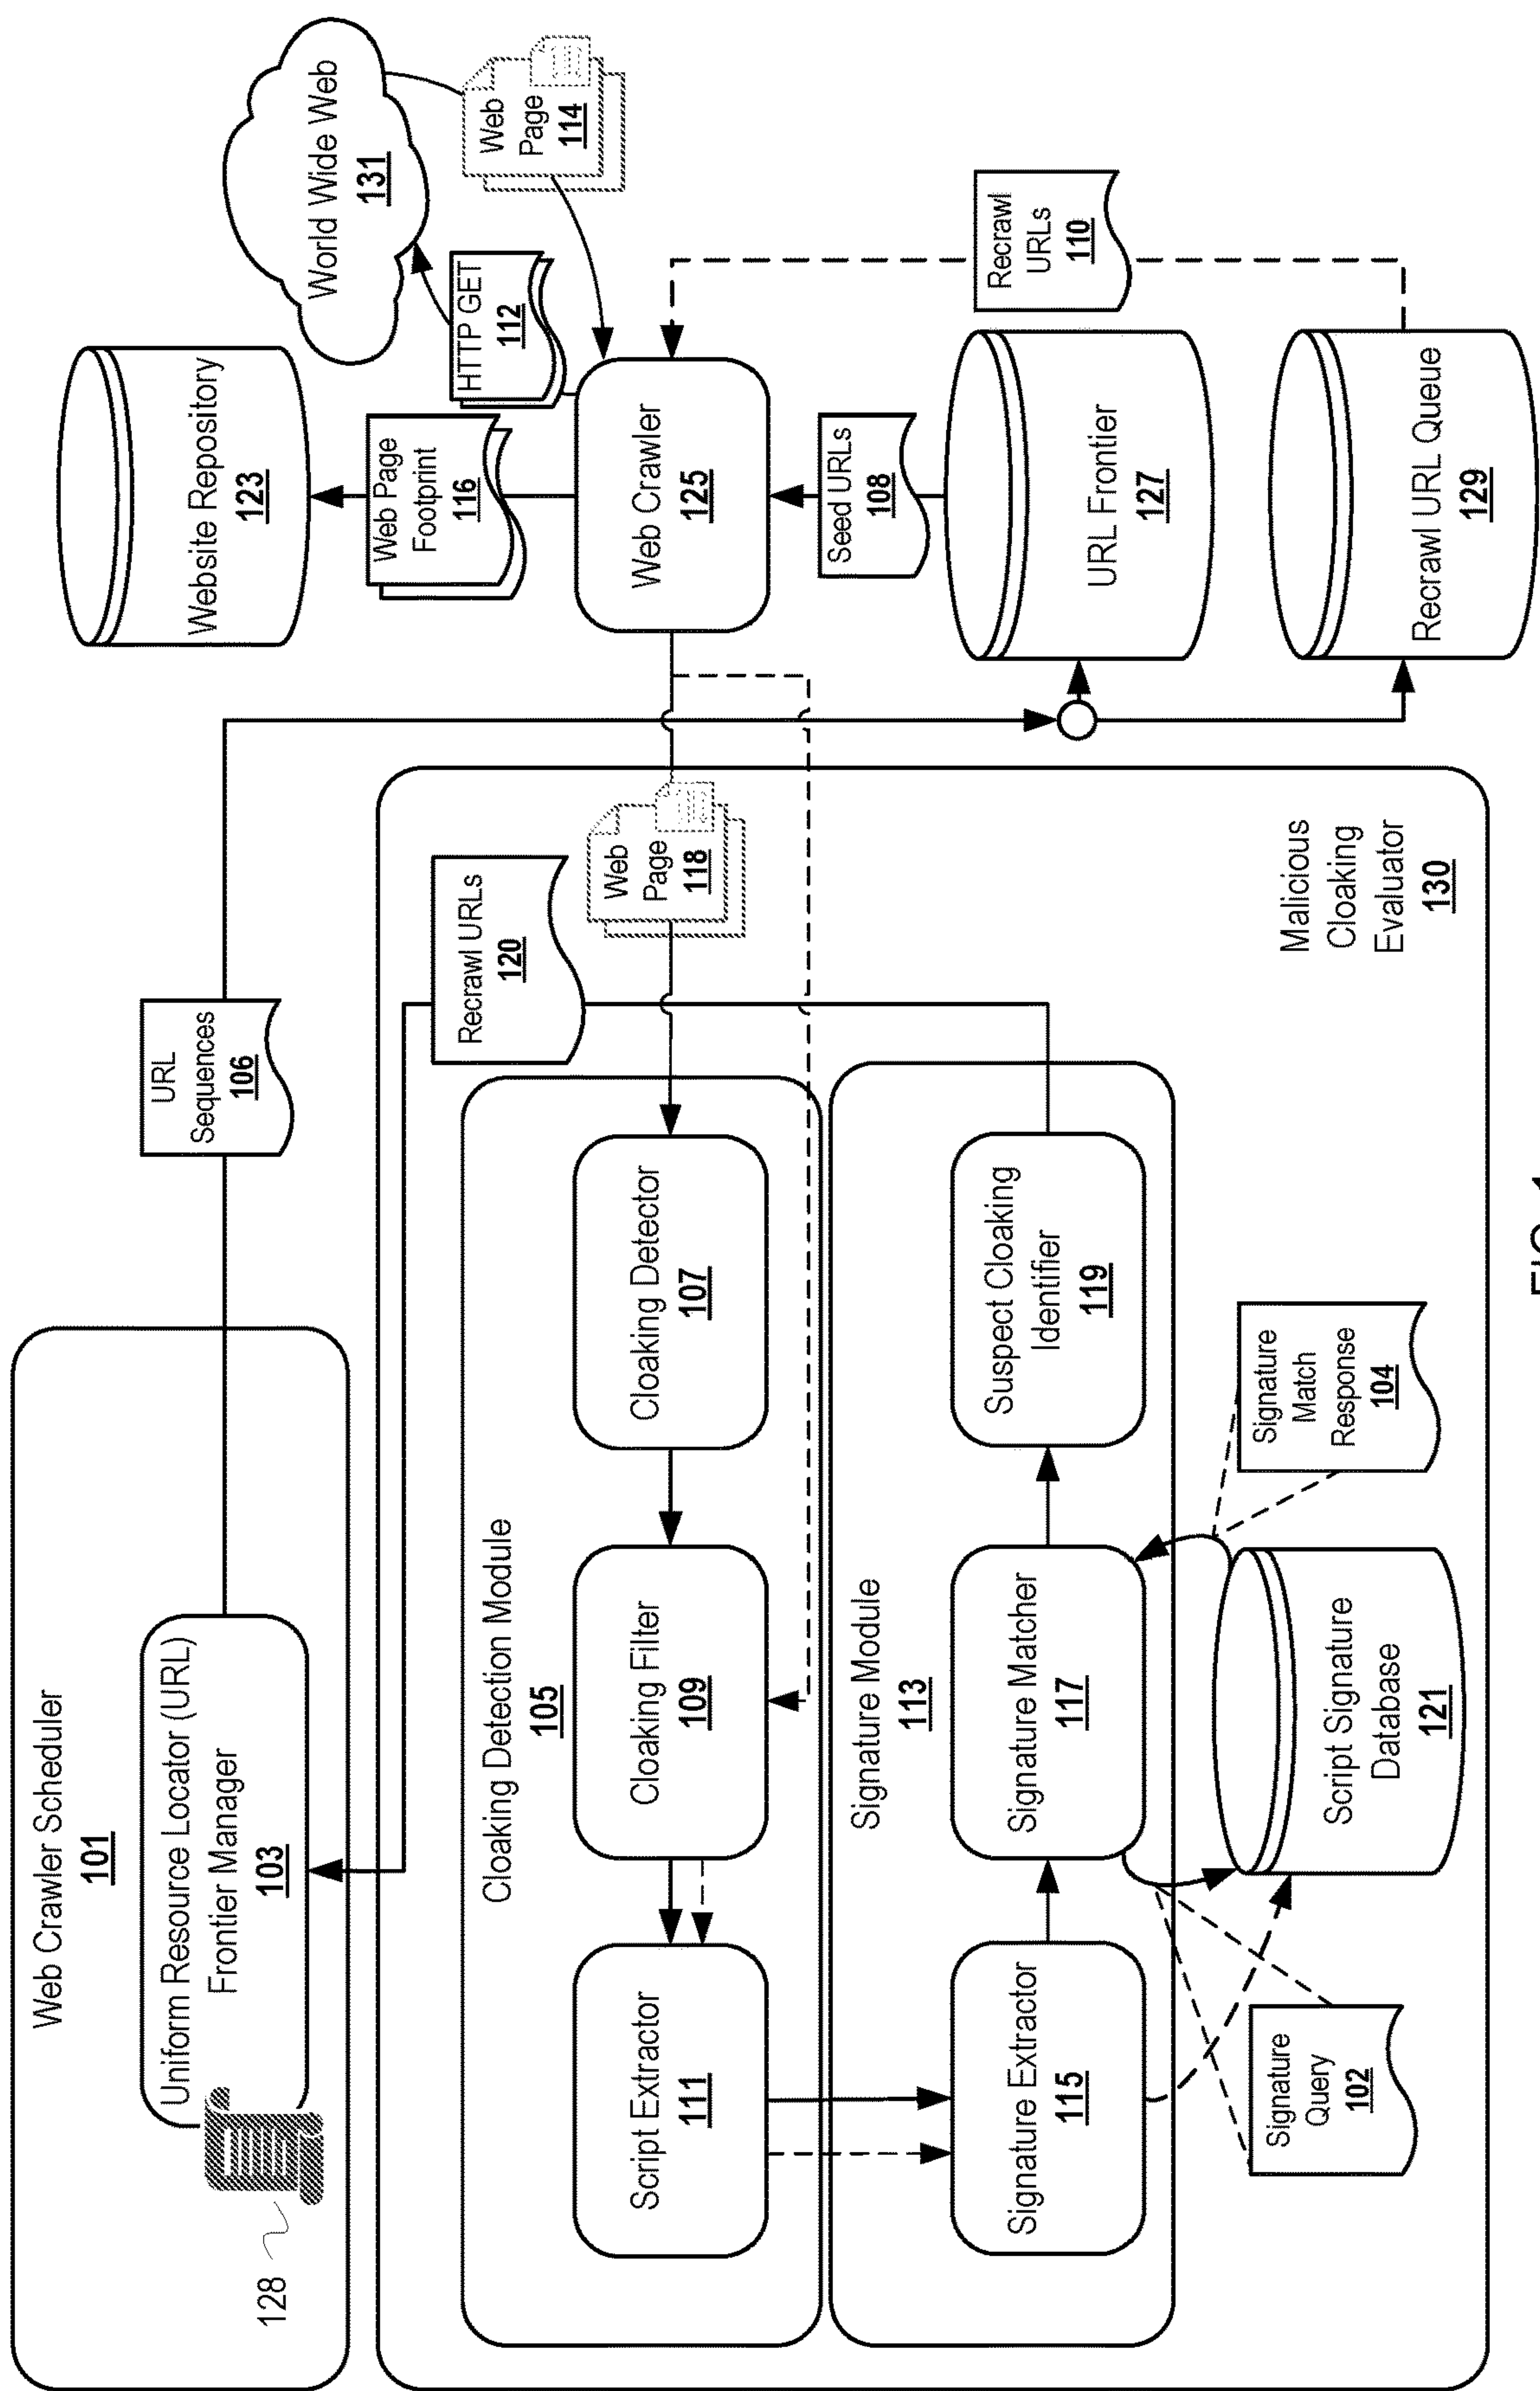 Web Crawler Scheduler
101
Uniform Resource Locator (URL)
Frontier Manager
103
128
URL
Sequences
106
Website Repository
123
World Wide Web
131
Web Page
Footprint
116
HTTP GET
112
Web
Page
114
Web Crawler
125
Recrawl URLs
120
Web
Page
118
Cloaking Detection Module
105
Script Extractor
111
Cloaking Filter
109
Cloaking Detector
107
Seed URLs
108
Recrawl
URLs
110
Signature Module
113
Signature Extractor
115
Signature Matcher
117
Suspect Cloaking
Identifier
119
URL Frontier
127
Signature
Query
102
Script Signature
Database
121
Signature
Match
Response
104
Malicious
Cloaking
Evaluator
130
Recrawl URL Queue
129